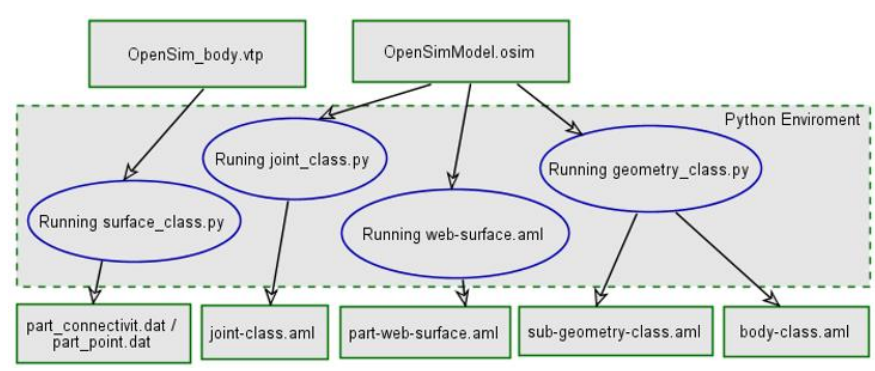 OpenSim_body.vtp
OpenSimModel.osim
Python Enviroment
Runing joint_class.py
Running geometry_class.py
Running surface_class.py
Running web-surface.aml
part_connectivit.dat /
part_point.dat
joint-class.aml
part-web-surface.aml
sub-geometry-class.aml
body-class.aml